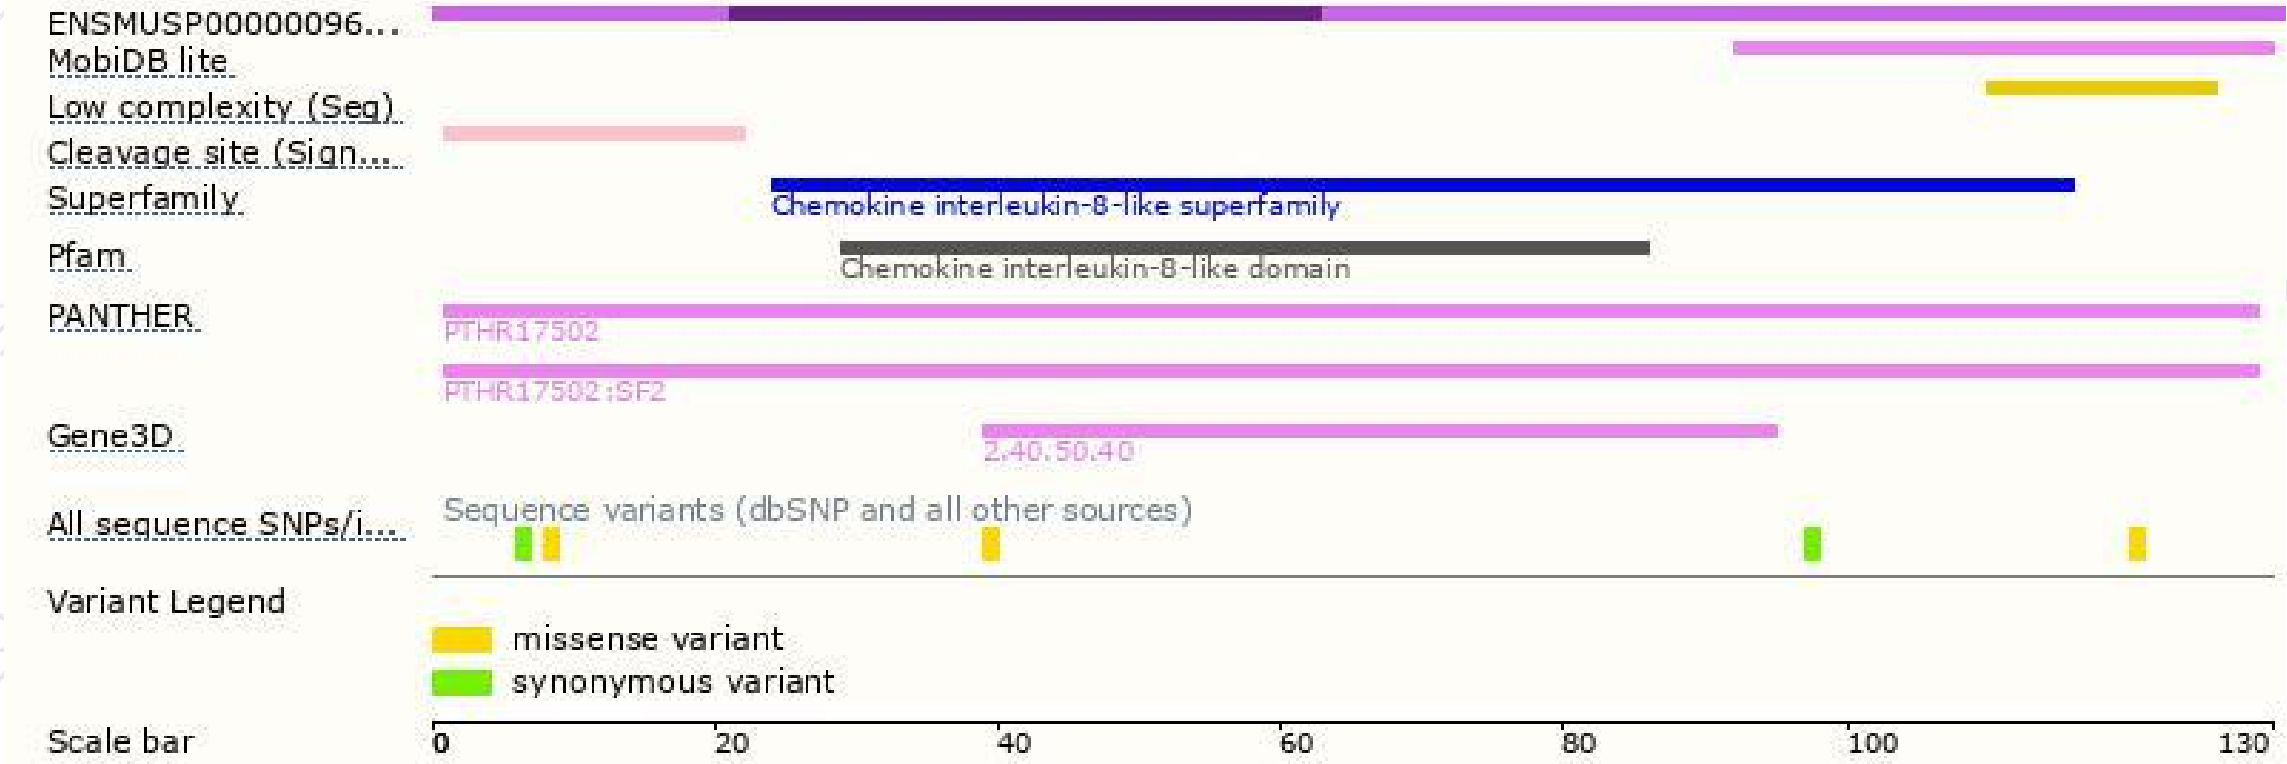 ENSMUSP00000096...
MobiDB lite
Low complexity (Seg)
Cleavage site (Sign...
Superfamily
Chemokine interleukin-8-like superfamily
Pfam
Chemokine interleukin-8-like domain
PANTHER
PTHR17502
PTHR17502:SF2
Gene3D
2.40.50.40
Sequence variants (dbSNP and all other sources)
All sequence SNPs/i...
Variant Legend
missense variant
synonymous variant
Scale bar 0 20 40 60 80 100 130